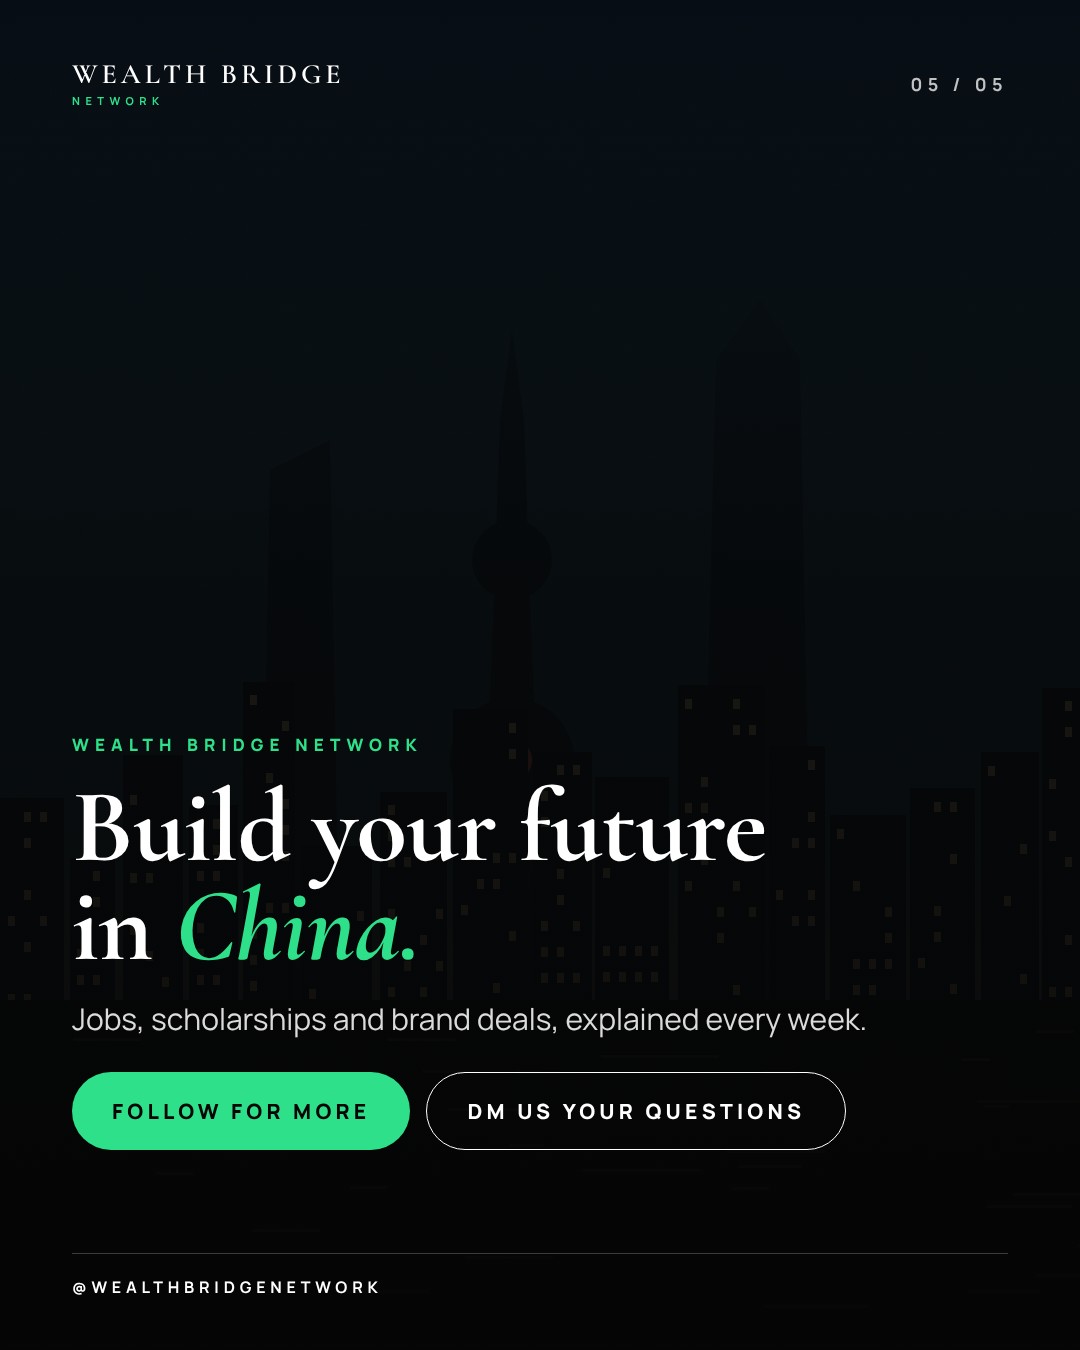 WEALTH BRIDGE
NETWORK
05 / 05
WEALTH BRIDGE NETWORK
Build your future
in China.
Jobs, scholarships and brand deals, explained every week.
FOLLOW FOR MORE
DM US YOUR QUESTIONS
@WEALTHBRIDGENETWORK